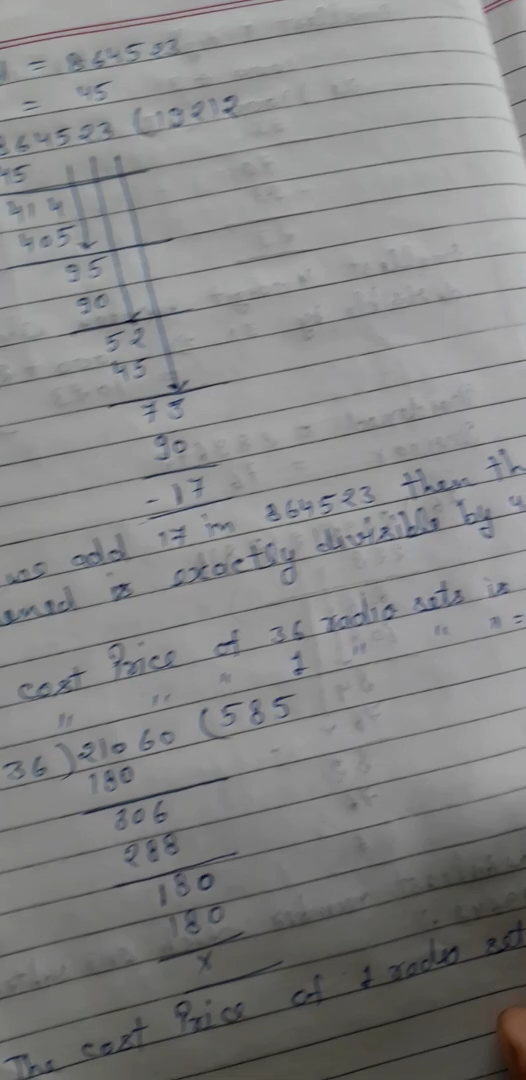 = 864523
= 45
864523 (19212
45
414
405
95
90
52
45
73
90
- 17
add 17 in 864523 then th
is exactly divisible by 4
cost Price of 36 radio sets is
" " " 1 " " " =
36 ) 21060 ( 585
180
306
288
180
180
x
The cost Price of 1 radio set